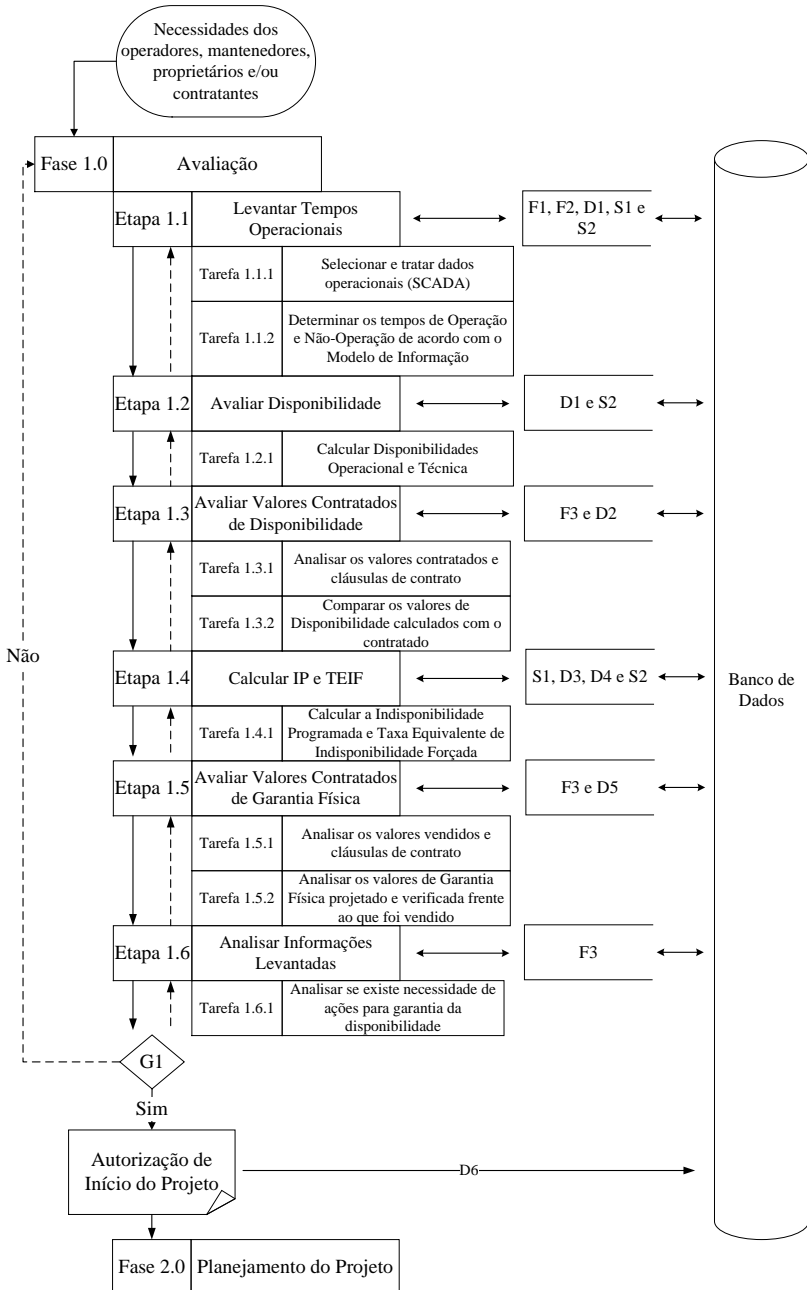 Necessidades dos
operadores, mantenedores,
proprietários e/ou
contratantes
Fase 1.0
Avaliação
Etapa 1.1
Levantar Tempos
Operacionais
F1, F2, D1, S1 e
S2
Tarefa 1.1.1
Selecionar e tratar dados
operacionais (SCADA)
Tarefa 1.1.2
Determinar os tempos de Operação
e Não-Operação de acordo com o
Modelo de Informação
Etapa 1.2
Avaliar Disponibilidade
D1 e S2
Tarefa 1.2.1
Calcular Disponibilidades
Operacional e Técnica
Etapa 1.3
Avaliar Valores Contratados
de Disponibilidade
F3 e D2
Tarefa 1.3.1
Analisar os valores contratados e
cláusulas de contrato
Tarefa 1.3.2
Comparar os valores de
Disponibilidade calculados com o
contratado
Não
Etapa 1.4
Calcular IP e TEIF
S1, D3, D4 e S2
Banco de
Dados
Tarefa 1.4.1
Calcular a Indisponibilidade
Programada e Taxa Equivalente de
Indisponibilidade Forçada
Etapa 1.5
Avaliar Valores Contratados
de Garantia Física
F3 e D5
Tarefa 1.5.1
Analisar os valores vendidos e
cláusulas de contrato
Tarefa 1.5.2
Analisar os valores de Garantia
Física projetado e verificada frente
ao que foi vendido
Etapa 1.6
Analisar Informações
Levantadas
F3
Tarefa 1.6.1
Analisar se existe necessidade de
ações para garantia da
disponibilidade
G1
Sim
Autorização de
Início do Projeto
D6
Fase 2.0
Planejamento do Projeto